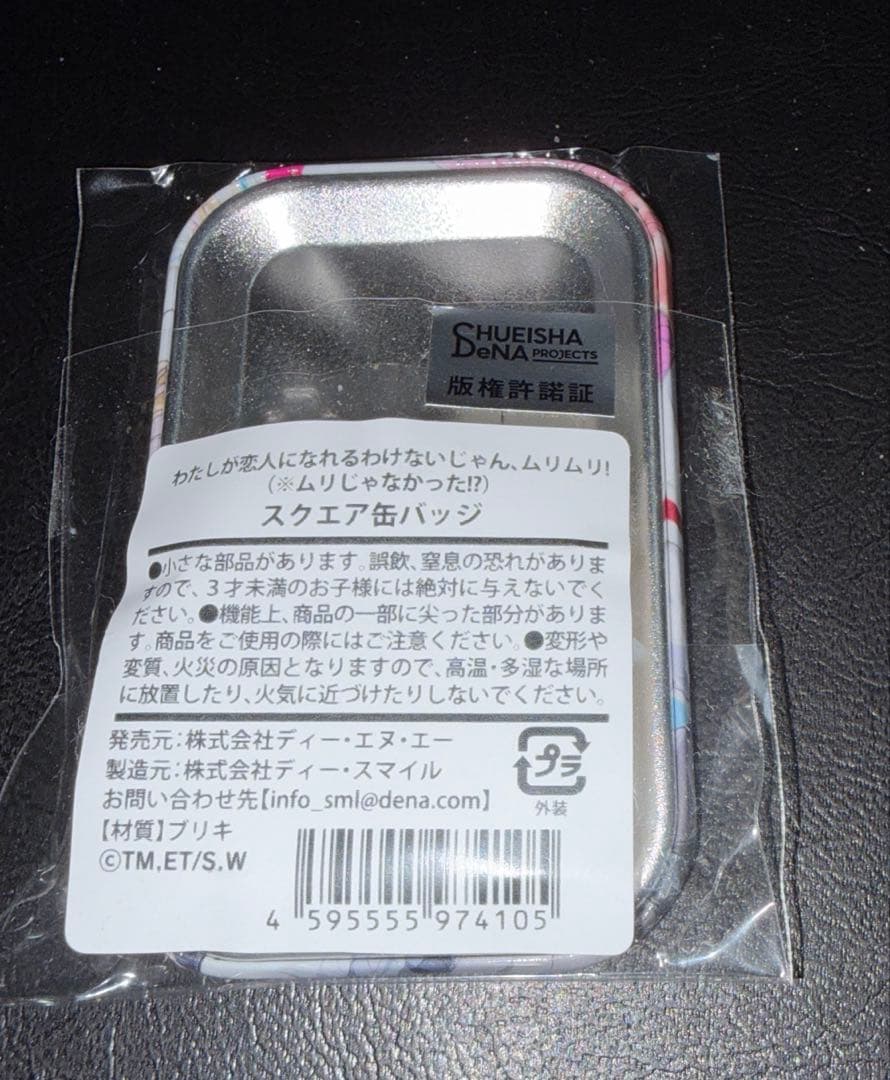 SHUEISHA
DeNA PROJECTS
版権許諾証
わたしが恋人になれるわけないじゃん、ムリムリ!
(※ムリじゃなかった!?)
スクエア缶バッジ
●小さな部品があります。誤飲、窒息の恐れがありま
すので、3才未満のお子様には絶対に与えないでく
ださい。●機能上、商品の一部に尖った部分がありま
す。商品をご使用の際にはご注意ください。●変形や
変質、火災の原因となりますので、高温・多湿な場所
に放置したり、火気に近づけたりしないでください。
発売元:株式会社ディー・エヌ・エー
製造元:株式会社ディー・スマイル
お問い合わせ先【info_sml@dena.com】
【材質】ブリキ
©TM,ET/S,W
プラ
外装
4 595555 974105